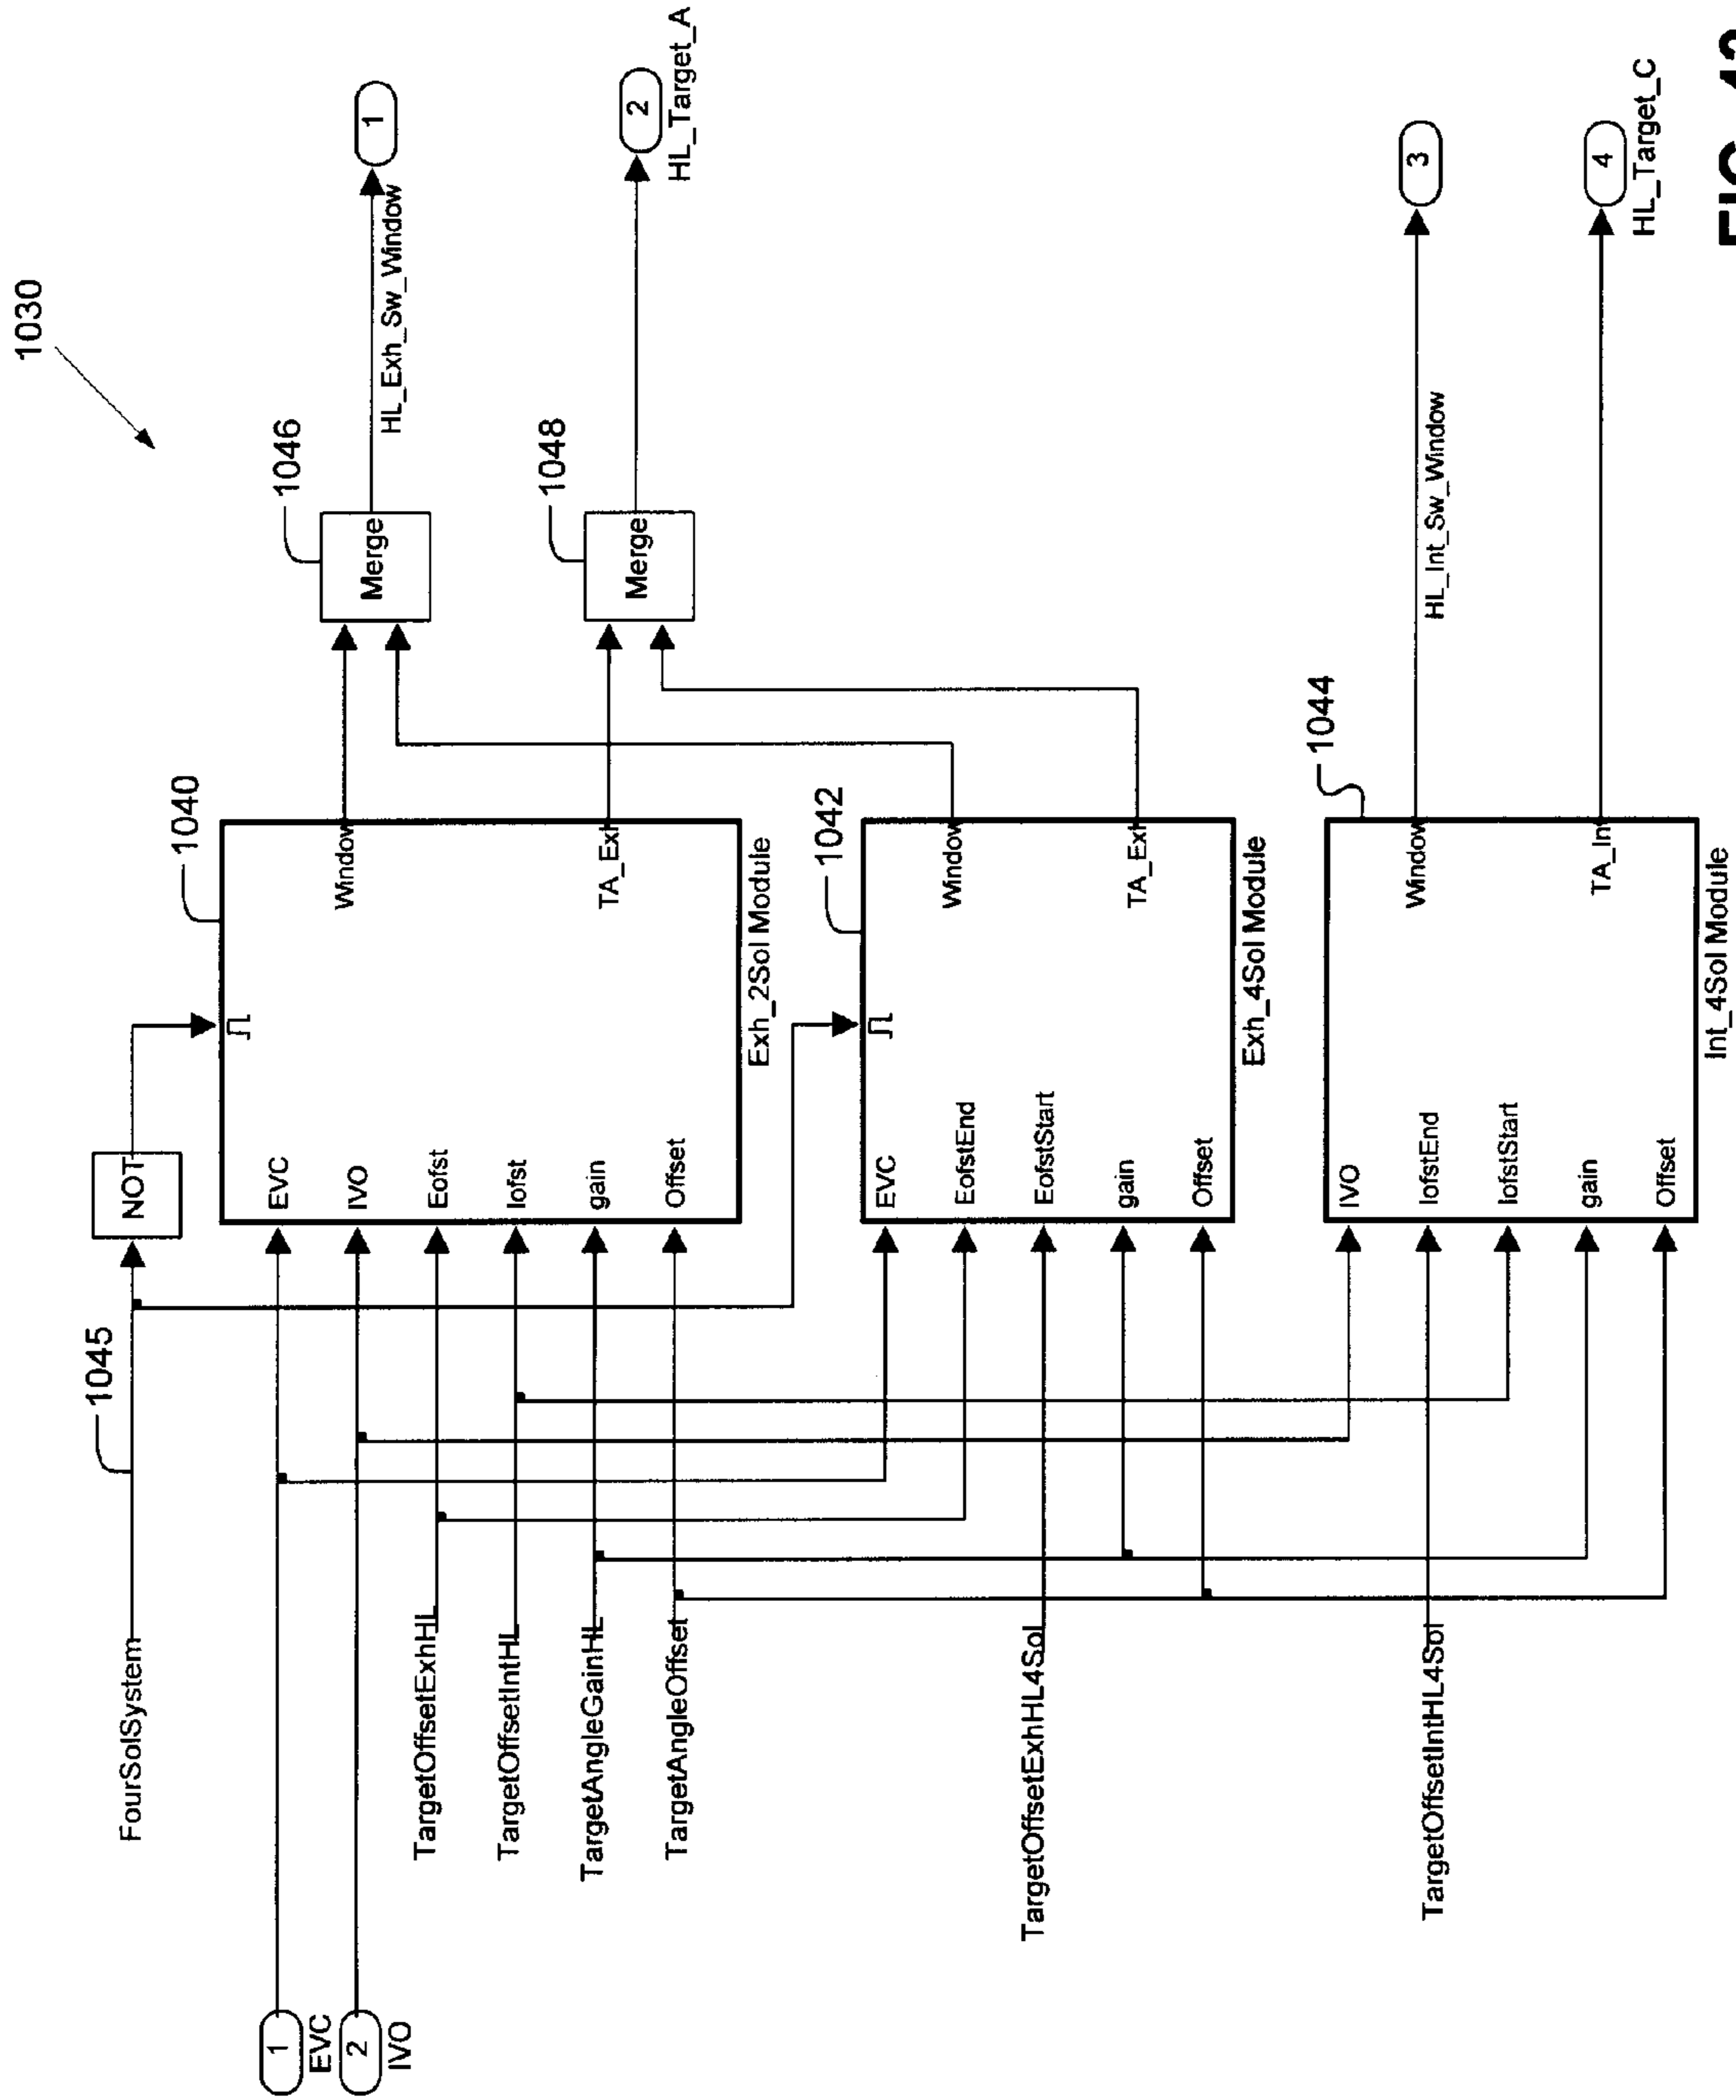 1030
1045
FourSolSystem
NOT
1
EVC
2
IVO
TargetOffsetExhHL
TargetOffsetIntHL
TargetAngleGainHL
TargetAngleOffset
1040
EVC
IVO
Eofst
Iofst
gain
Offset
Window
TA_Exl
Exh_2Sol Module
1046
Merge
HL_Exh_Sw_Window
1
1048
Merge
2
HL_Target_A
TargetOffsetExhHL4Sol
1042
EVC
EofstEnd
EofstStart
gain
Offset
Window
TA_Exl
Exh_4Sol Module
TargetOffsetIntHL4Sol
1044
IVO
IofstEnd
IofstStart
gain
Offset
Window
TA_Int
Int_4Sol Module
HL_Int_Sw_Window
3
4
HL_Target_C